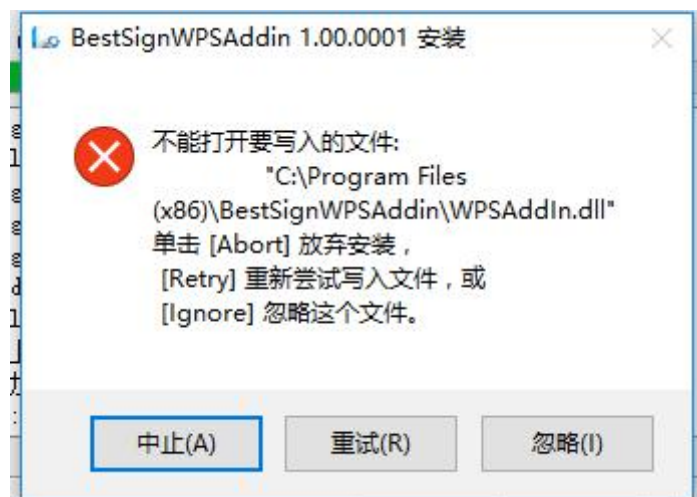 BestSignWPSAddin 1.00.0001 安装
不能打开要写入的文件:
"C:\Program Files
(x86)\BestSignWPSAddin\WPSAddIn.dll"
单击 [Abort] 放弃安装，
[Retry] 重新尝试写入文件，或
[Ignore] 忽略这个文件。
中止(A)
重试(R)
忽略(I)